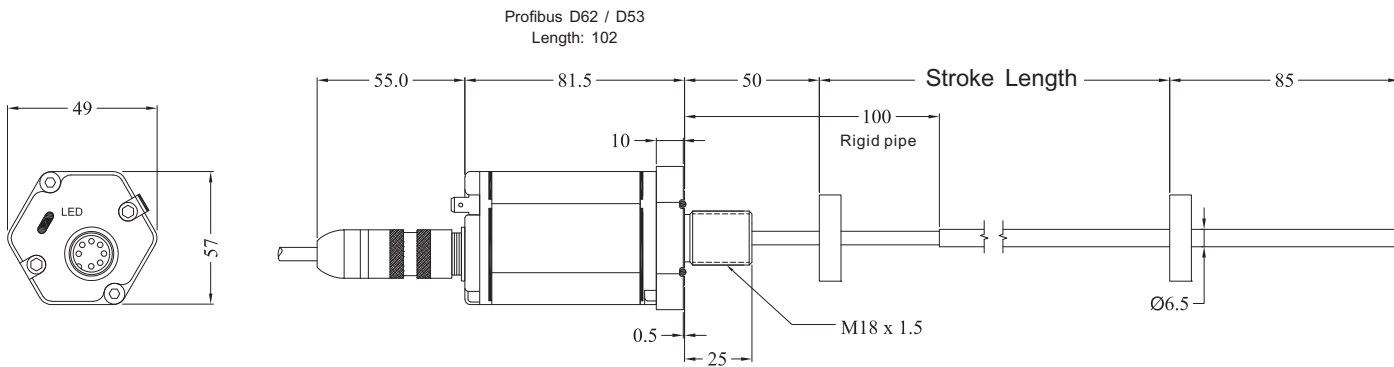 Profibus D62 / D53
Length: 102
55.0
81.5
50
Stroke Length
85
49
100
10
Rigid pipe
LED
57
Ø6.5
0.5
M18 x 1.5
25